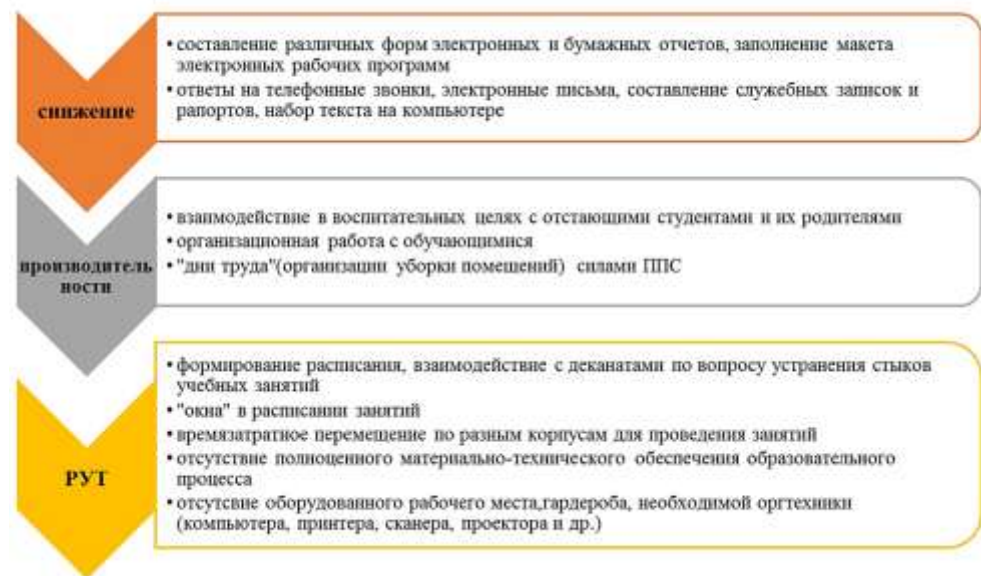 • составление различных форм электронных и бумажных отчетов, заполнение макета
электронных рабочих программ
• ответы на телефонные звонки, электронные письма, составление служебных записок и
рапортов, набор текста на компьютере
снижение
• взаимодействие в воспитательных целях с отстающими студентами и их родителями
• организационная работа с обучающимися
• "дни труда"(организации уборки помещений) силами ППС
производитель
ности
• формирование расписания, взаимодействие с деканатами по вопросу устранения стыков
учебных занятий
• "окна" в расписании занятий
• времязатратное перемещение по разным корпусам для проведения занятий
• отсутствие полноценного материально-технического обеспечения образовательного
процесса
• отсутсвие оборудованного рабочего места,гардероба, необходимой оргтехники
(компьютера, принтера, сканера, проектора и др.)
РУТ